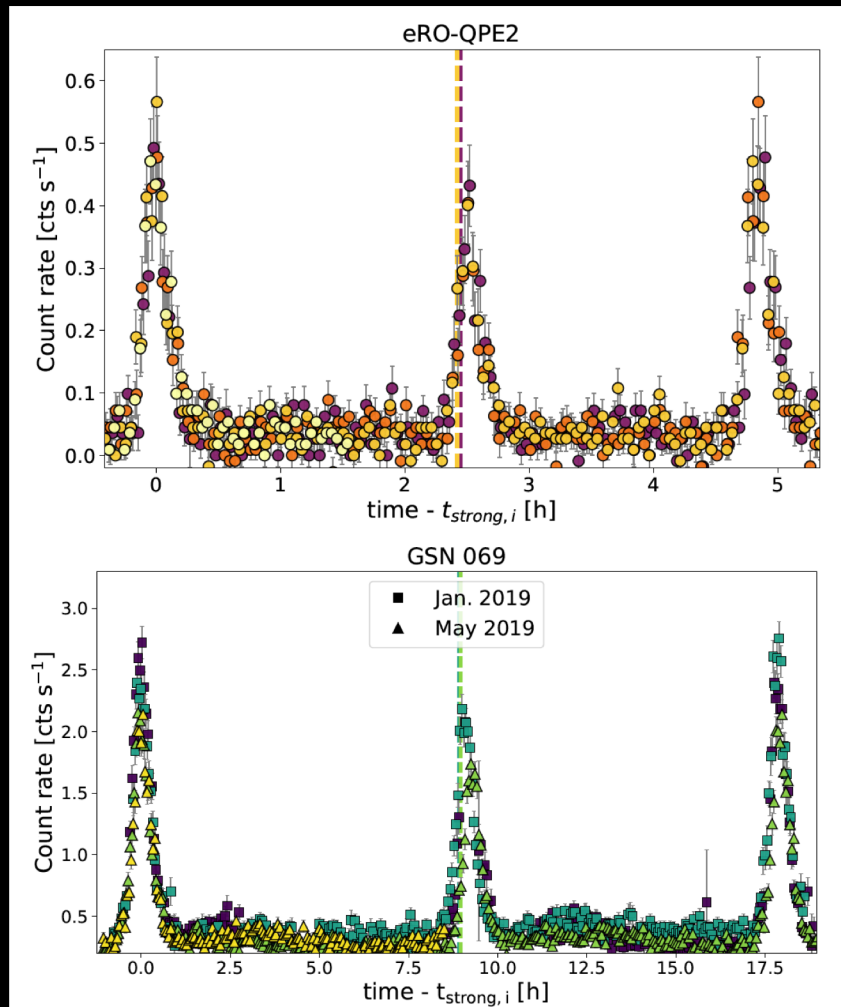 eRO-QPE2
0.6
0.5
0.4
0.3
0.2
0.1
0.0
Count rate [cts s⁻¹]
0 1 2 3 4 5
time - t_strong, i [h]
GSN 069
Jan. 2019
May 2019
3.0
2.5
2.0
1.5
1.0
0.5
Count rate [cts s⁻¹]
0.0 2.5 5.0 7.5 10.0 12.5 15.0 17.5
time - t_strong, i [h]